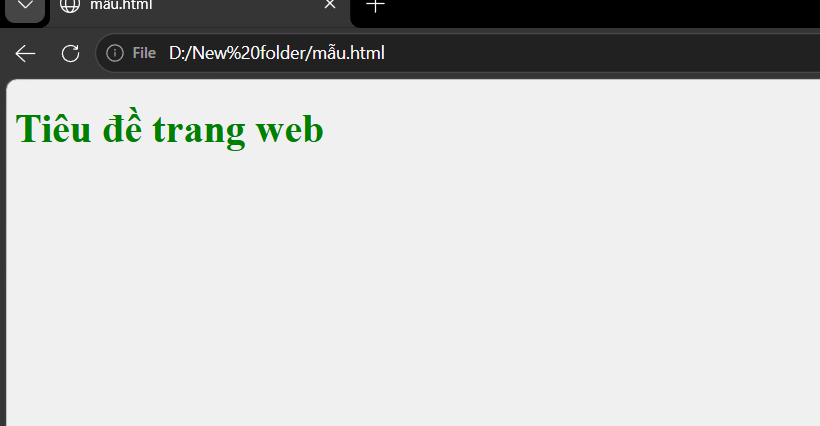 mẫu.html
File D:/New%20folder/mẫu.html
Tiêu đề trang web